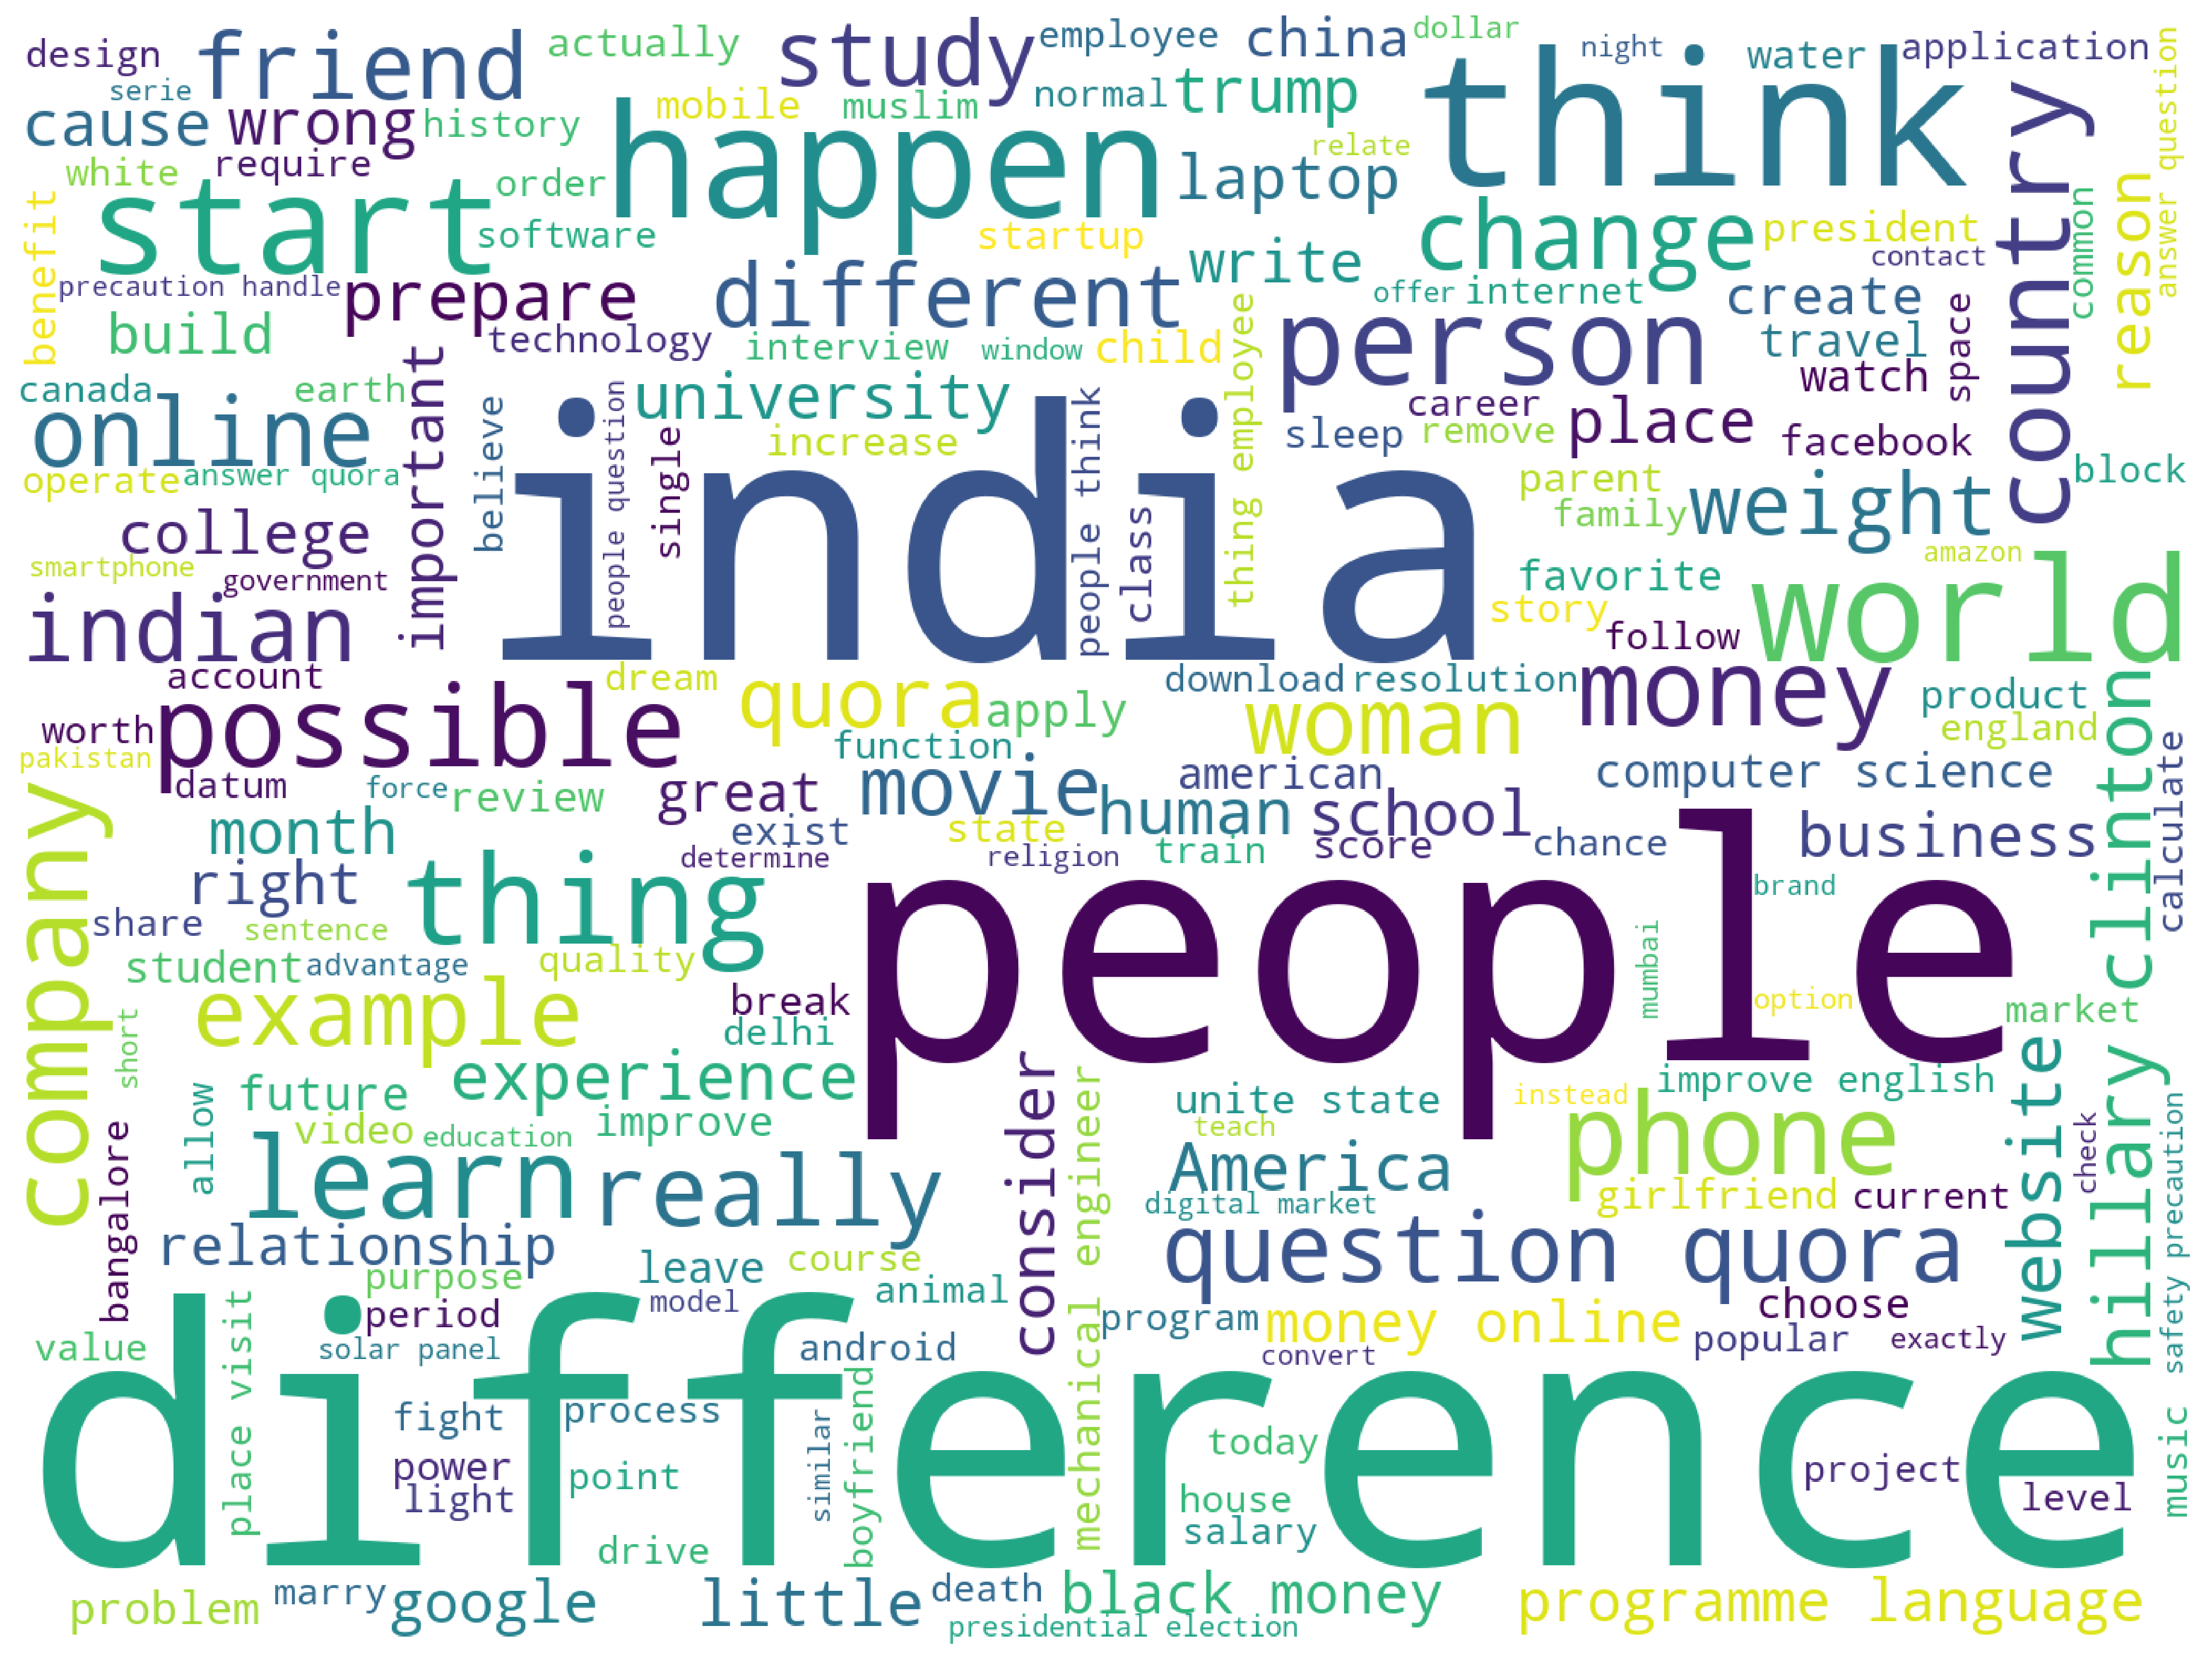 design
friend
actually
study
employee
china
dollar
night
water
application
answer question
serie
think
cause
wrong
history
mobile
muslim
normal
trump
country
white
require
happen
relate
laptop
reason
common
benefit
start
order
software
startup
write
change
president
contact
precaution handle
prepare
different
offer
internet
create
space
build
technology
interview
window
child
person
travel
canada
earth
important
university
thing employee
career
watch
online
believe
people question
single
increase
people think
sleep
remove
place
facebook
operate
answer quora
india
class
parent
weight
block
college
family
smartphone
government
favorite
amazon
indian
story
world
follow
account
dream
quora
apply
download
resolution
woman
money
product
worth
possible
england
pakistan
function
datum
force
review
great
movie
american
computer science
hillary clinton
calculate
company
month
exist
state
human
school
business
determine
religion
train
score
chance
right
thing
people
brand
share
sentence
mumbai
student
advantage
quality
example
break
option
market
short
delhi
future
experience
consider
mechanical engineer
unite state
instead
improve english
website
allow
video
education
improve
teach
phone
check
safety precaution
bangalore
learn
really
America
girlfriend
current
digital market
relationship
leave
course
question quora
purpose
animal
period
model
program
money online
choose
value
place visit
solar panel
android
convert
popular
exactly
difference
fight
process
similar
boyfriend
today
music
power
point
project
light
house
level
drive
salary
problem
marry
google
little
death
black money
programme language
presidential election